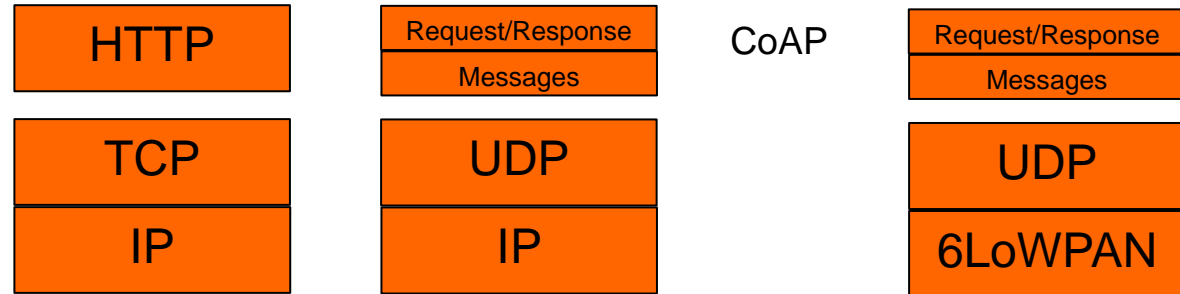 HTTP
Request/Response
CoAP
Request/Response
Messages
Messages
TCP
UDP
UDP
IP
IP
6LoWPAN